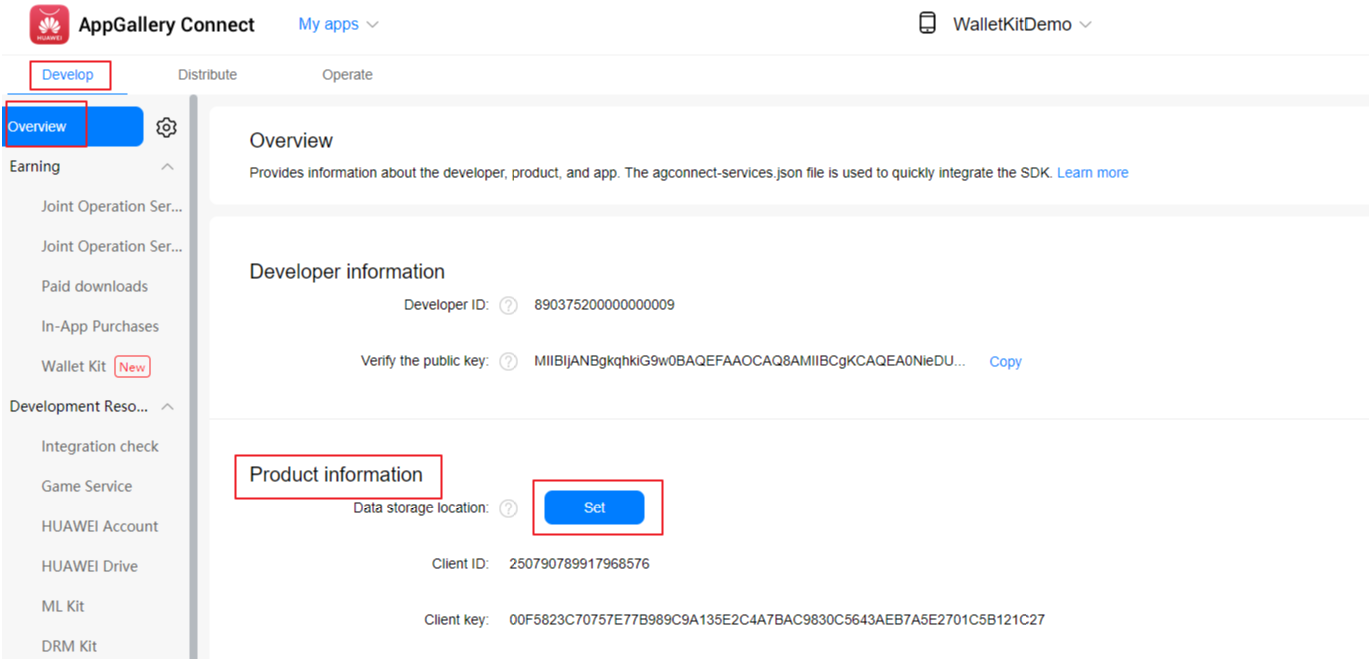 HUAWEI
AppGallery Connect
My apps
WalletKitDemo
Develop
Distribute
Operate
Overview
Earning
Joint Operation Ser...
Joint Operation Ser...
Paid downloads
In-App Purchases
Wallet Kit New
Development Reso...
Integration check
Game Service
HUAWEI Account
HUAWEI Drive
ML Kit
DRM Kit
Overview
Provides information about the developer, product, and app. The agconnect-services.json file is used to quickly integrate the SDK. Learn more
Developer information
Developer ID: ? 890375200000000009
Verify the public key: ? MIIBIjANBgkqhkiG9w0BAQEFAAOCAQ8AMIIBCgKCAQEA0NieDU... Copy
Product information
Data storage location: ? Set
Client ID: 250790789917968576
Client key: 00F5823C70757E77B989C9A135E2C4A7BAC9830C5643AEB7A5E2701C5B121C27